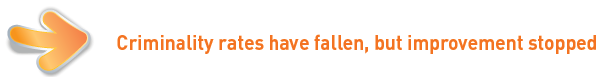 Criminality rates have fallen, but improvement stopped